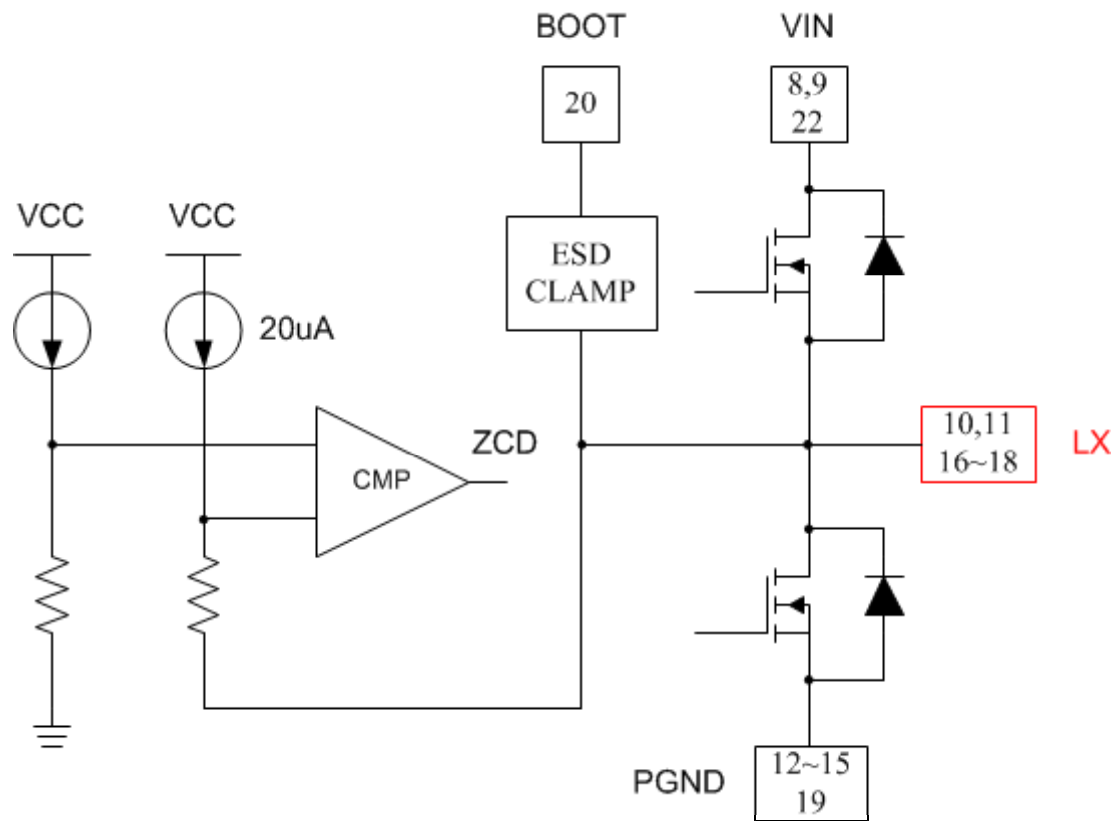 BOOT
VIN
20
8,9
22
VCC
VCC
ESD
CLAMP
20uA
10,11
16~18
LX
ZCD
CMP
PGND
12~15
19